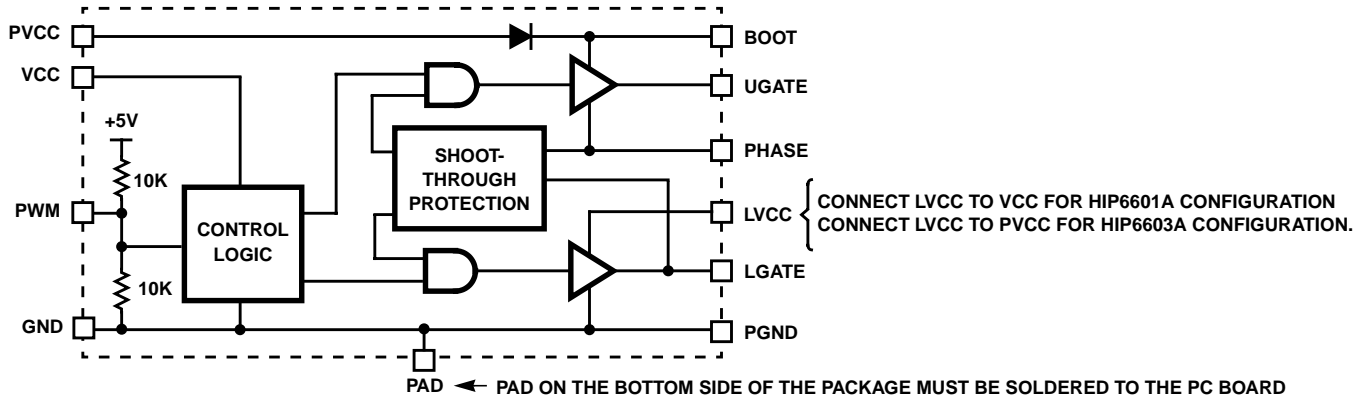 PVCC
BOOT
VCC
UGATE
+5V
10K
SHOOT-
THROUGH
PROTECTION
PHASE
PWM
CONTROL
LOGIC
LVCC
CONNECT LVCC TO VCC FOR HIP6601A CONFIGURATION
CONNECT LVCC TO PVCC FOR HIP6603A CONFIGURATION.
10K
LGATE
GND
PGND
PAD
PAD ON THE BOTTOM SIDE OF THE PACKAGE MUST BE SOLDERED TO THE PC BOARD